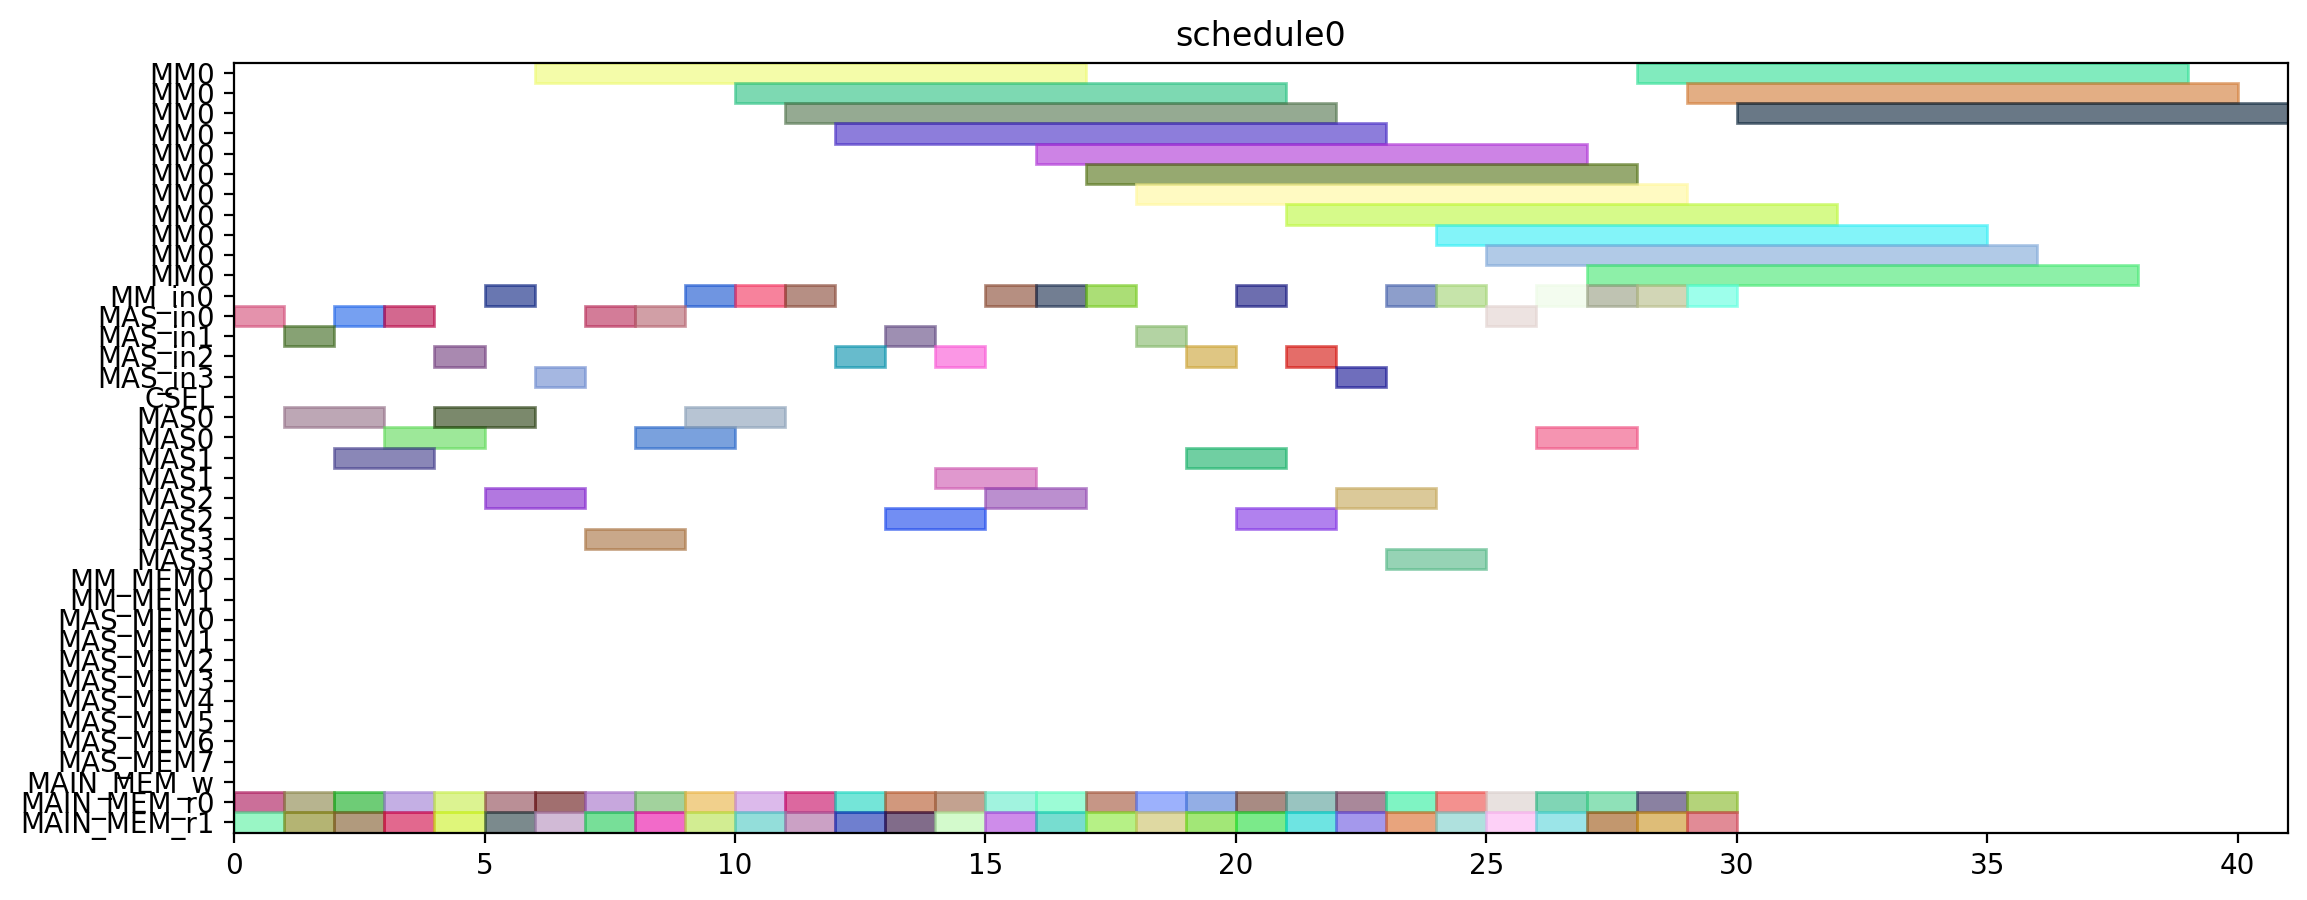 schedule0
MM0
MM0
MM0
MM0
MM0
MM0
MM0
MM0
MM0
MM0
MM0
MM_in0
MAS_in0
MAS_in1
MAS_in2
MAS_in3
CSEL
MAS0
MAS0
MAS1
MAS1
MAS2
MAS2
MAS3
MAS3
MM_MEM0
MM_MEM1
MAS_MEM0
MAS_MEM1
MAS_MEM2
MAS_MEM3
MAS_MEM4
MAS_MEM5
MAS_MEM6
MAS_MEM7
MAIN_MEM_w
MAIN_MEM_r0
MAIN_MEM_r1
0 5 10 15 20 25 30 35 40